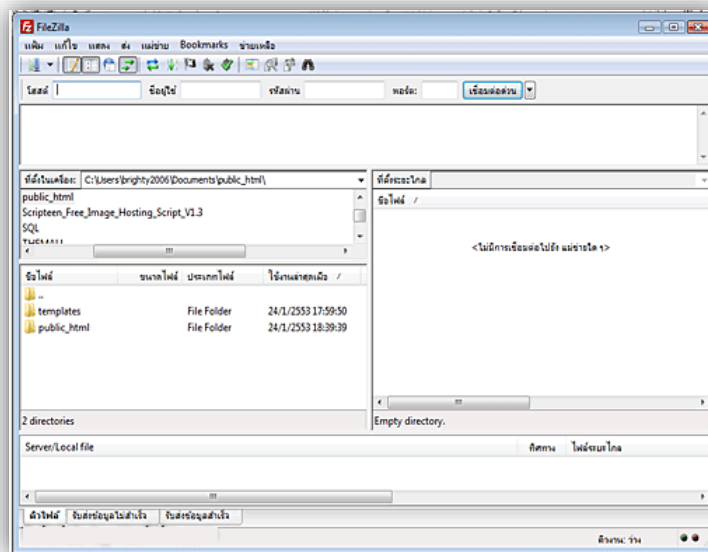 FileZilla
แฟ้ม แก้ไข แสดง ส่ง แม่ข่าย Bookmarks ช่วยเหลือ
โฮสต์ ชื่อผู้ใช้ รหัสผ่าน พอร์ต: เชื่อมต่อด่วน
ที่ตั้งในเครื่อง: C:\Users\brighty2006\Documents\public_html\
ที่ตั้งระยะไกล
public_html
Scripteen_Free_Image_Hosting_Script_V1.3
SQL
THEMALL
ชื่อไฟล์ /
<ไม่มีการเชื่อมต่อไปยัง แม่ข่ายใด ๆ>
ชื่อไฟล์ ขนาดไฟล์ ประเภทไฟล์ ใช้งานล่าสุดเมื่อ /
..
templates File Folder 24/1/2553 17:59:50
public_html File Folder 24/1/2553 18:39:39
2 directories
Empty directory.
Server/Local file ทิศทาง ไฟล์ระยะไกล
คิวไฟล์ รับส่งข้อมูลไม่สำเร็จ รับส่งข้อมูลสำเร็จ
คิวงาน: ว่าง